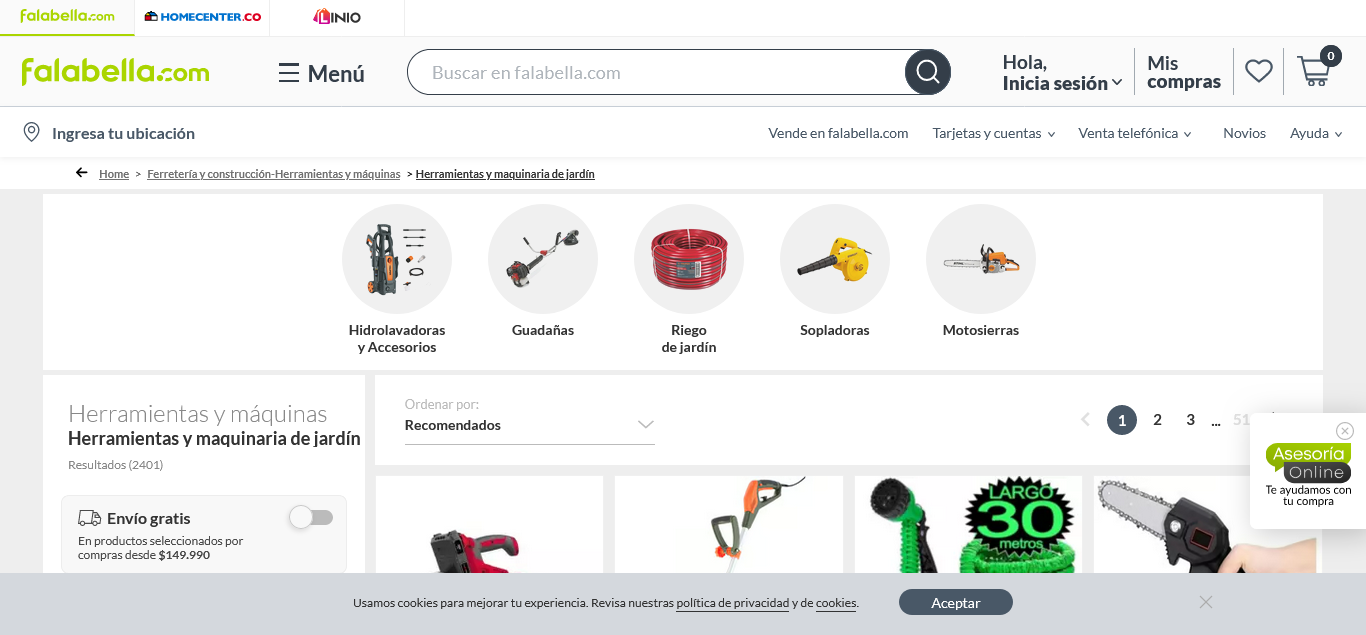 falabella.com
HOMECENTER.CO
LINIO
falabella.com
Menú
Buscar en falabella.com
Hola,
Inicia sesión
Mis
compras
0
Ingresa tu ubicación
Vende en falabella.com
Tarjetas y cuentas
Venta telefónica
Novios
Ayuda
Home > Ferretería y construcción-Herramientas y máquinas > Herramientas y maquinaria de jardín
Hidrolavadoras
y Accesorios
Guadañas
Riego
de jardín
Sopladoras
Motosierras
Herramientas y máquinas
Herramientas y maquinaria de jardín
Resultados (2401)
Envío gratis
En productos seleccionados por
compras desde $149.990
Ordenar por:
Recomendados
1 2 3 ... 51
Asesoría
Online
Te ayudamos con
tu compra
LARGO
30
metros
Usamos cookies para mejorar tu experiencia. Revisa nuestras política de privacidad y de cookies.
Aceptar